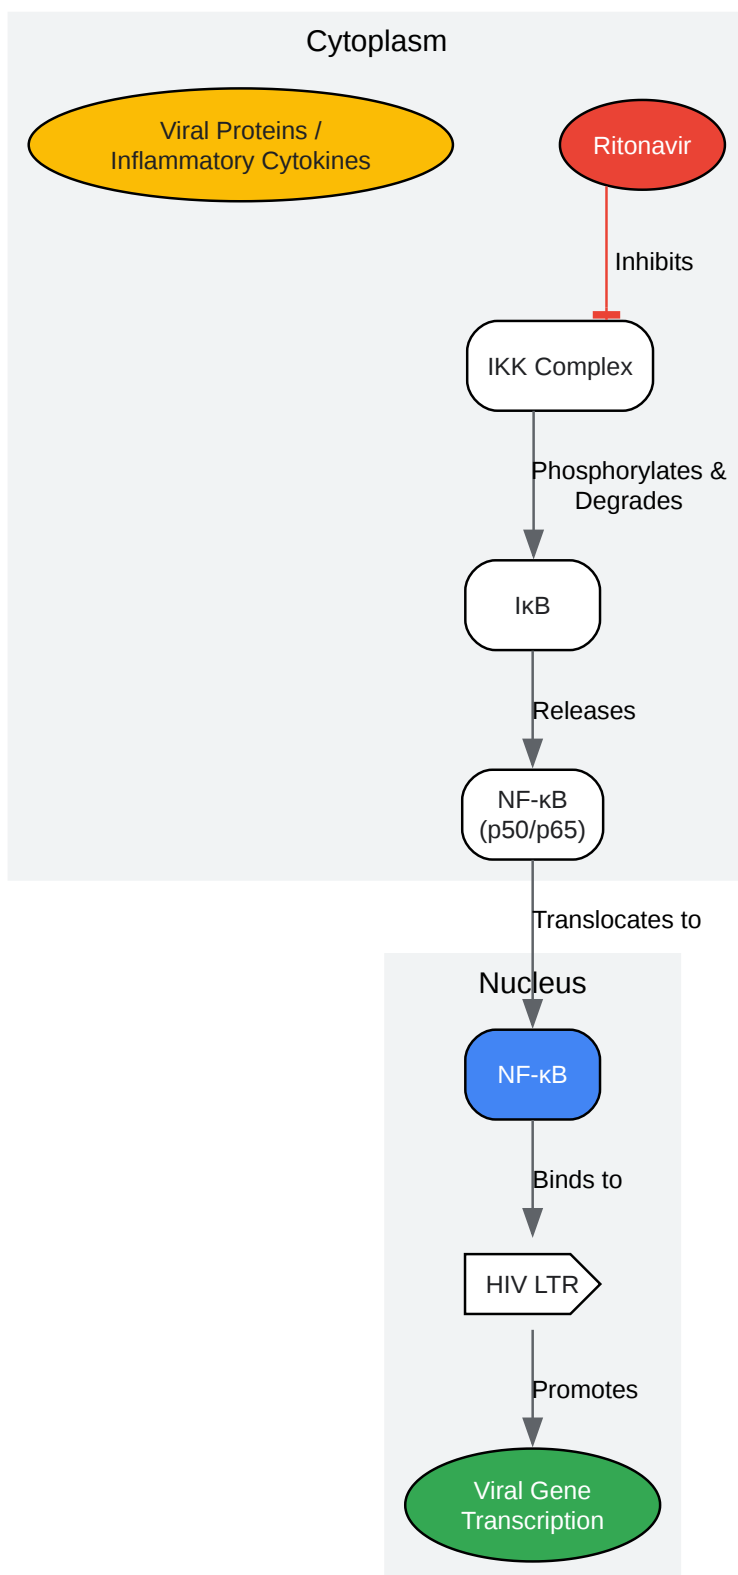 Cytoplasm
Viral Proteins /
Inflammatory Cytokines
Ritonavir
Inhibits
IKK Complex
Phosphorylates &
Degrades
IκB
Releases
NF-κB
(p50/p65)
Translocates to
Nucleus
NF-κB
Binds to
HIV LTR
Promotes
Viral Gene
Transcription